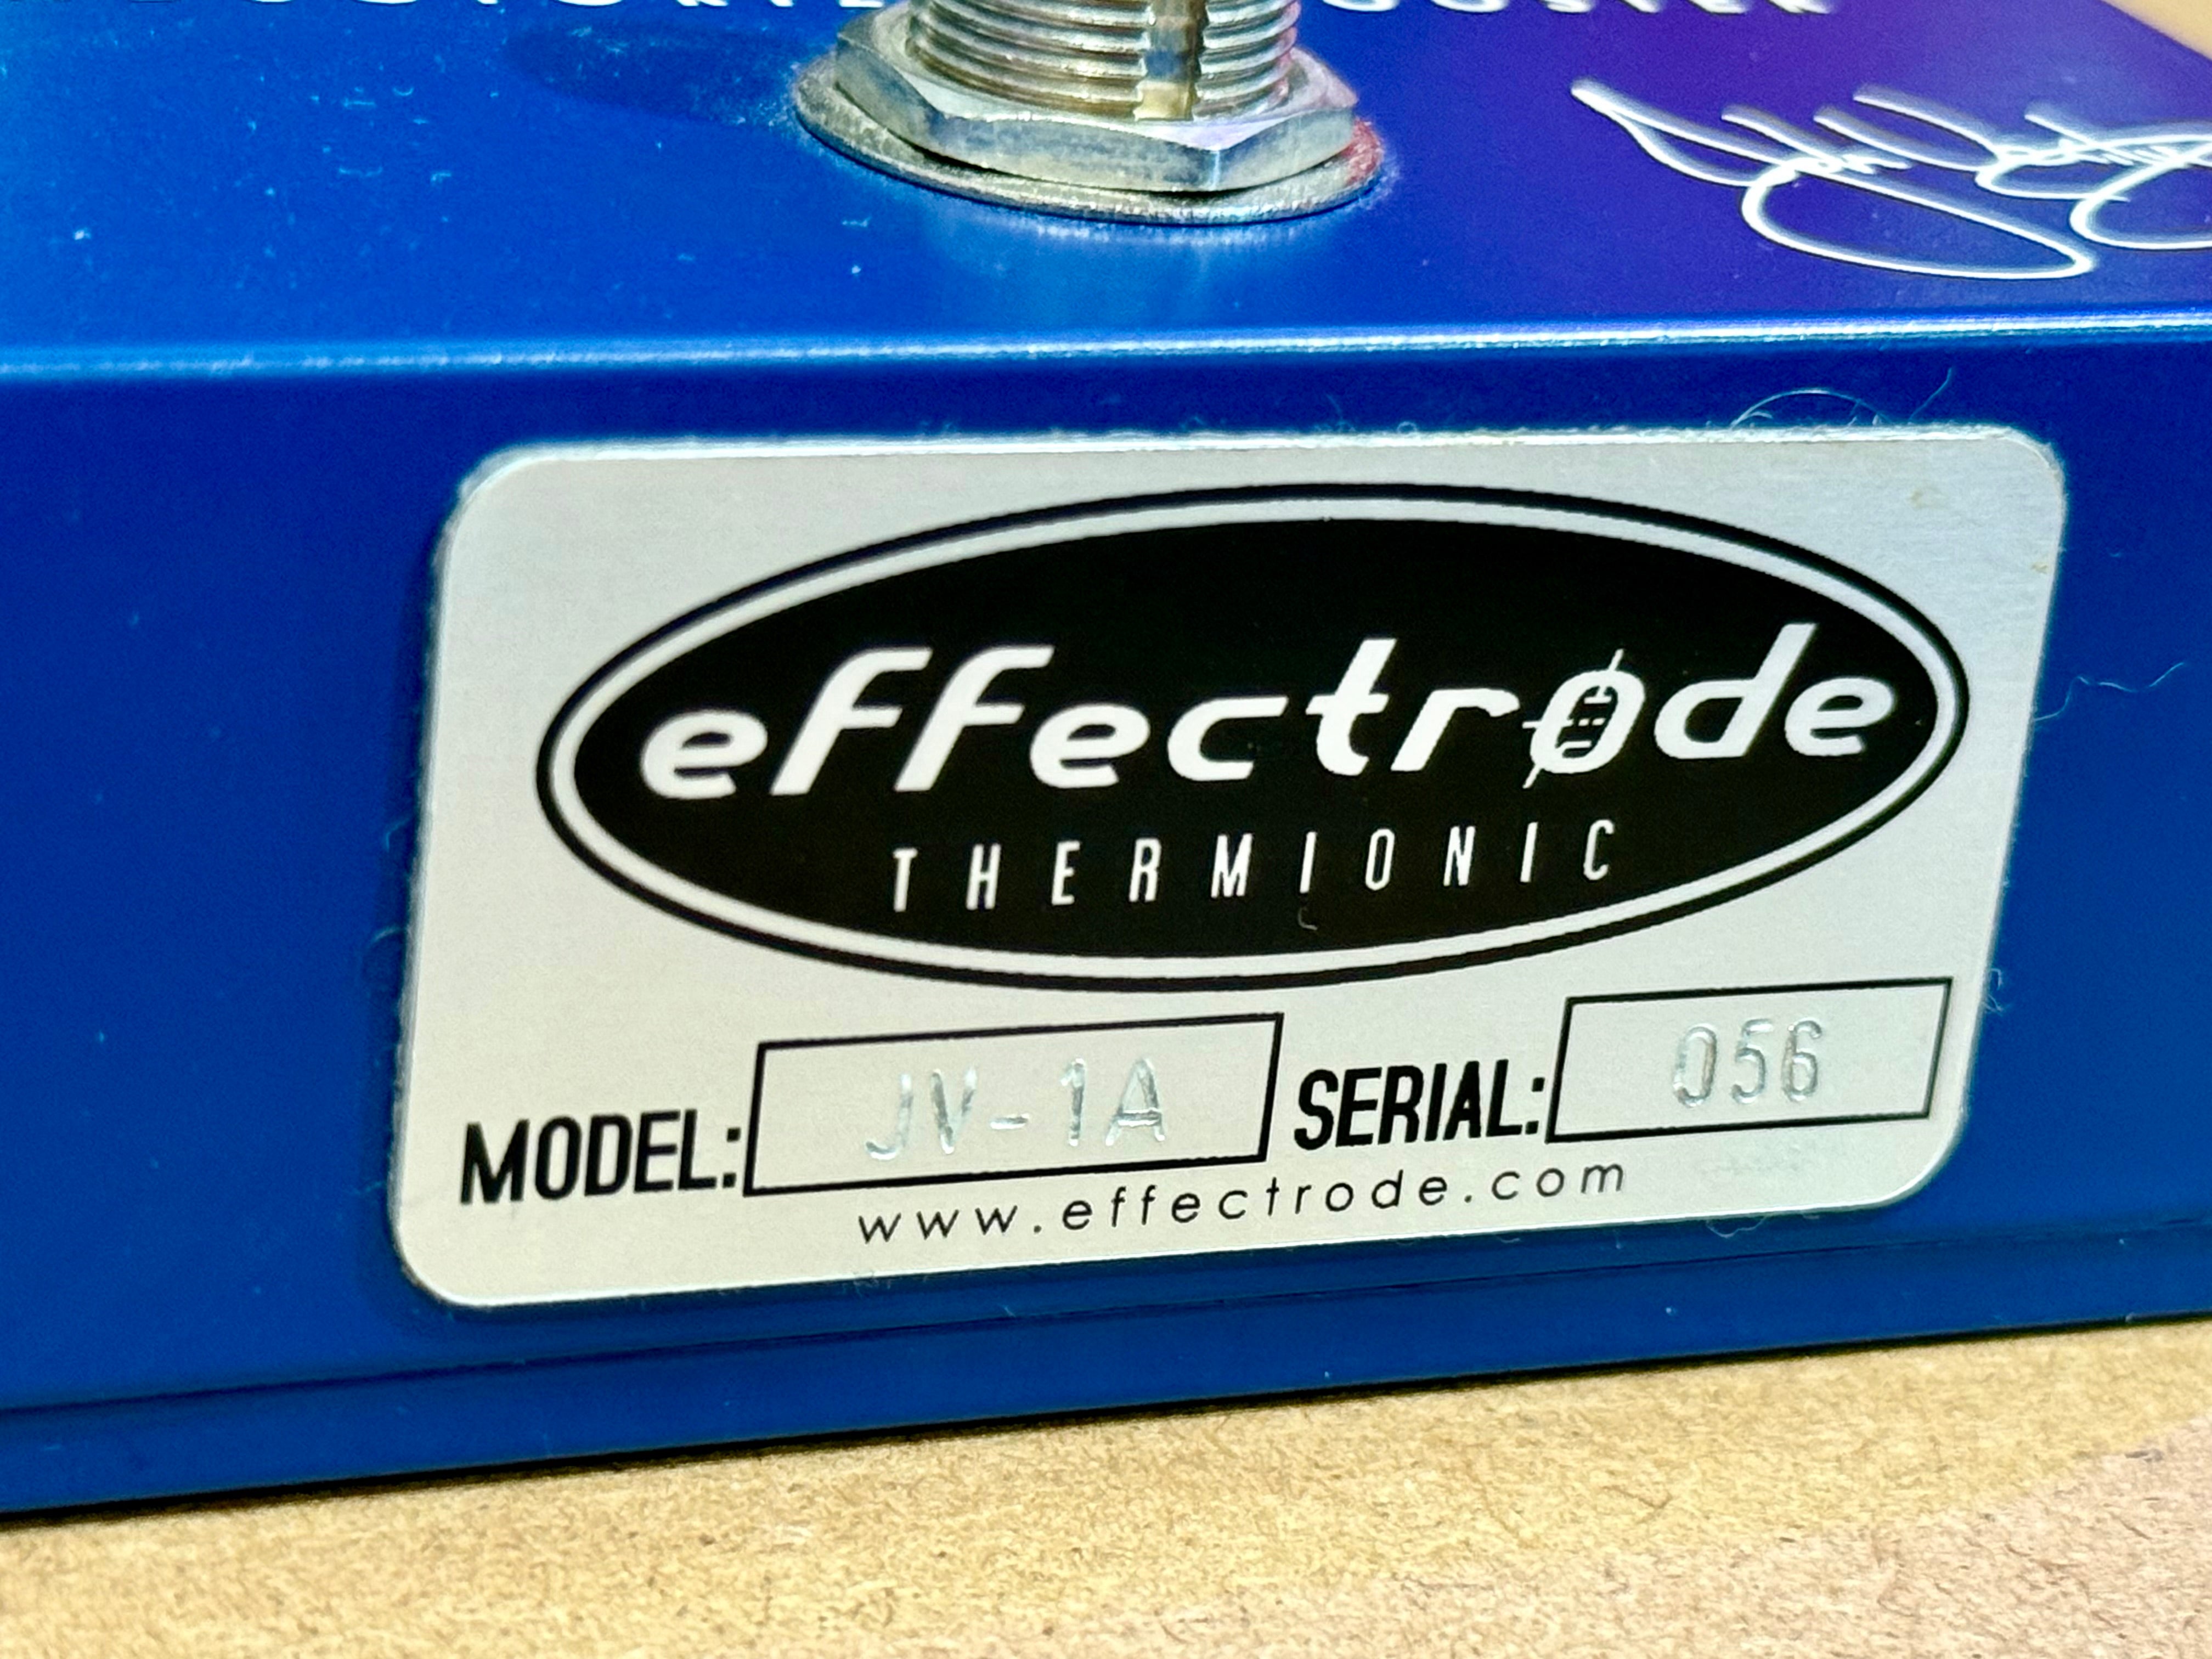 effectrode
THERMIONIC
MODEL: JV-1A SERIAL: 056
www.effectrode.com